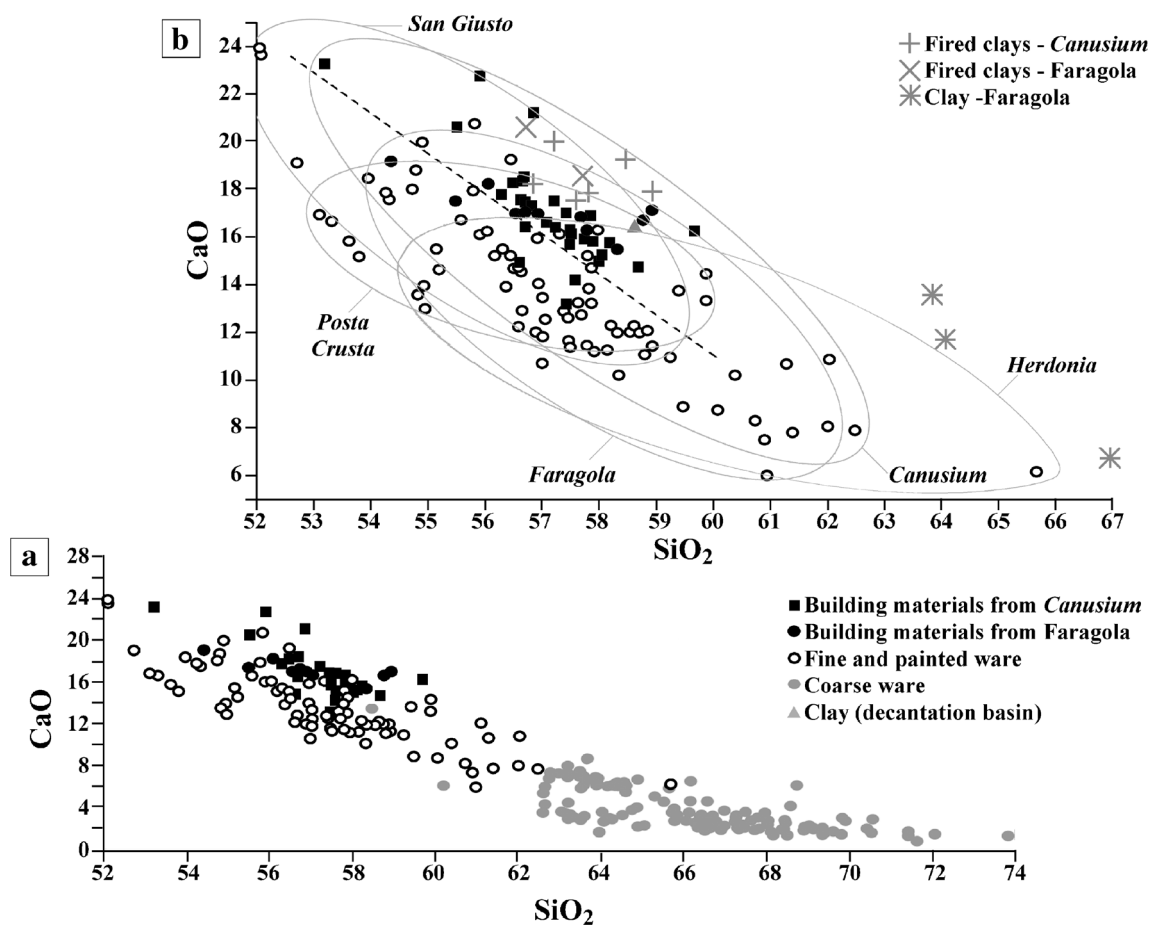 b
San Giusto
Fired clays - Canusium
Fired clays - Faragola
Clay -Faragola
24
22
20
18
16
14
12
10
8
6
CaO
Posta
Crusta
Herdonia
Faragola
Canusium
52 53 54 55 56 57 58 59 60 61 62 63 64 65 66 67
SiO₂
a
28
24
20
16
12
8
4
0
CaO
Building materials from Canusium
Building materials from Faragola
Fine and painted ware
Coarse ware
Clay (decantation basin)
52 54 56 58 60 62 64 66 68 70 72 74
SiO₂